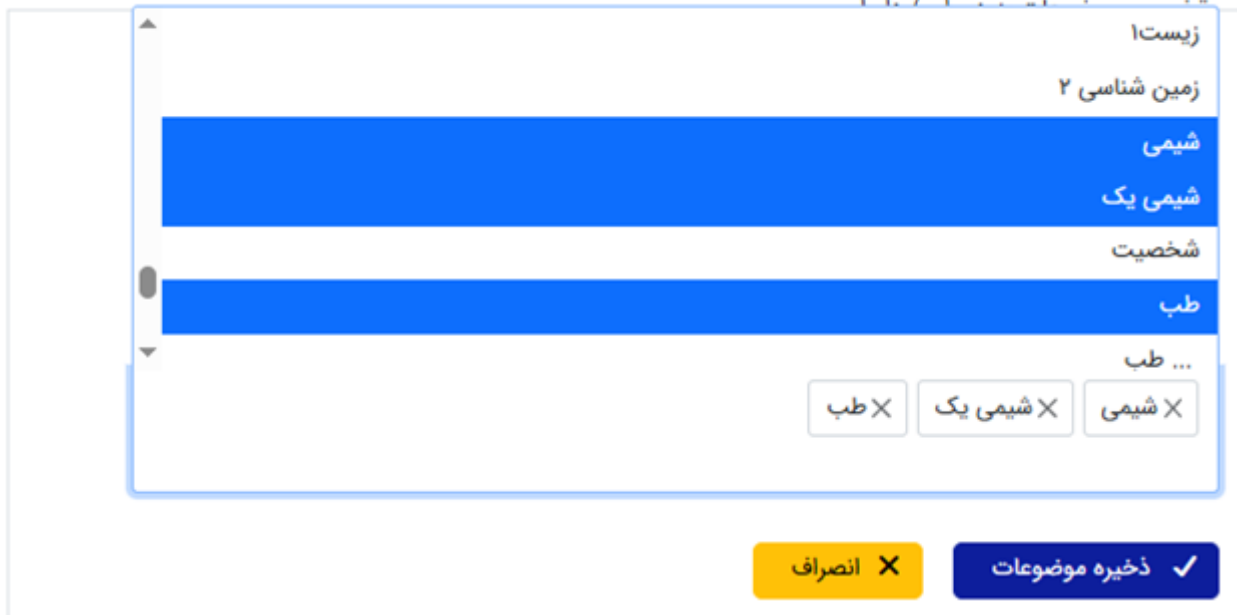 زیست۱
زمین شناسی ۲
شیمی
شیمی یک
شخصیت
طب
... طب
شیمی شیمی یک طب
ذخیره موضوعات انصراف